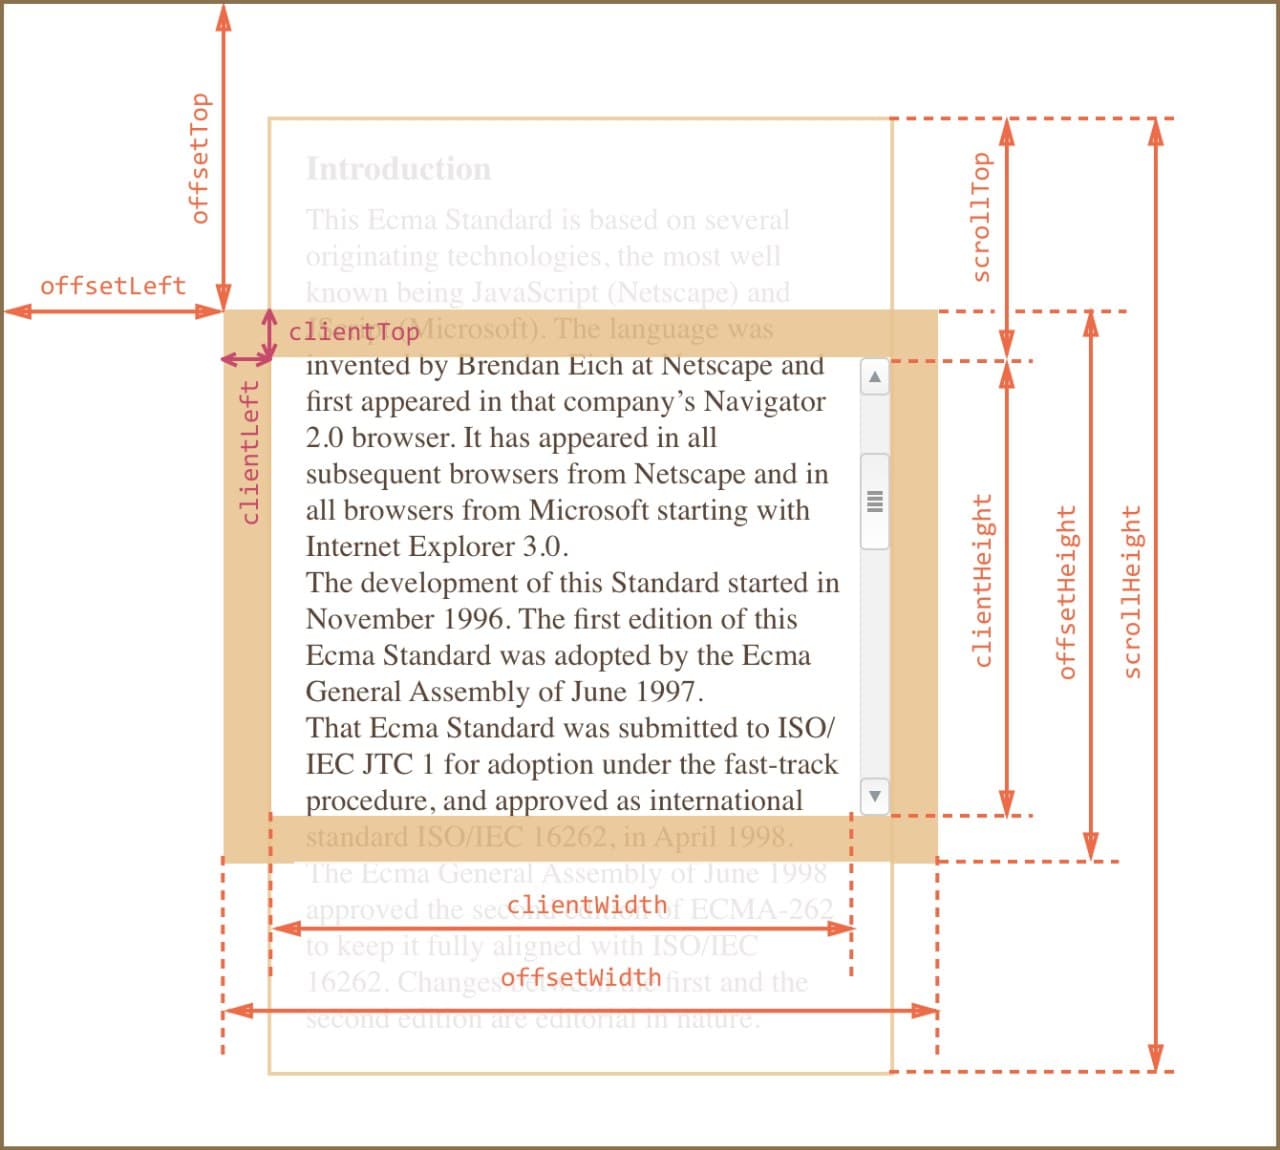 offsetTop
offsetLeft
Introduction
This Ecma Standard is based on several
originating technologies, the most well
known being JavaScript (Netscape) and
JScript (Microsoft). The language was
clientTop
clientLeft
invented by Brendan Eich at Netscape and
first appeared in that company’s Navigator
2.0 browser. It has appeared in all
subsequent browsers from Netscape and in
all browsers from Microsoft starting with
Internet Explorer 3.0.
The development of this Standard started in
November 1996. The first edition of this
Ecma Standard was adopted by the Ecma
General Assembly of June 1997.
That Ecma Standard was submitted to ISO/
IEC JTC 1 for adoption under the fast-track
procedure, and approved as international
standard ISO/IEC 16262, in April 1998.
The Ecma General Assembly of June 1998
approved the second edition of ECMA-262
clientWidth
to keep it fully aligned with ISO/IEC
16262. Changes between the first and the
offsetWidth
second edition are editorial in nature.
scrollTop
clientHeight
offsetHeight
scrollHeight